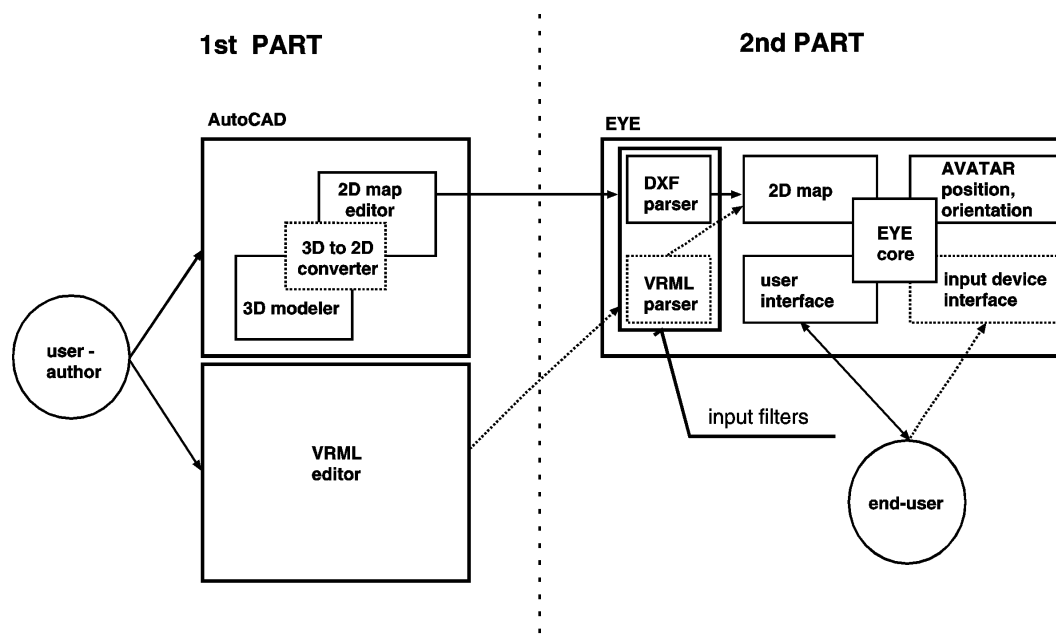 1st PART
2nd PART
AutoCAD
EYE
2D map
editor
3D to 2D
converter
3D modeler
user -
author
VRML
editor
DXF
parser
VRML
parser
2D map
AVATAR
position,
orientation
EYE
core
user
interface
input device
interface
input filters
end-user